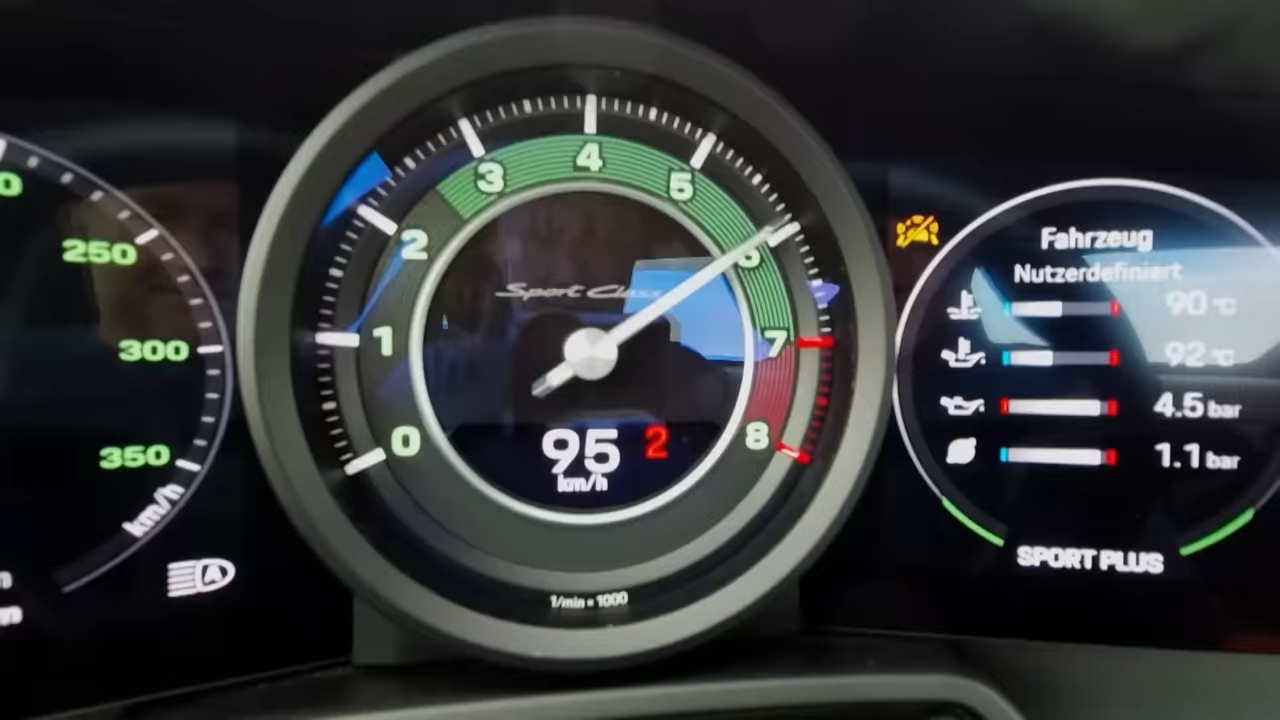 250
300
350
km/h
0
1
2
3
4
5
6
7
8
Sport Classic
95 2
km/h
1/min = 1000
Fahrzeug
Nutzerdefiniert
90 °C
92 °C
4.5 bar
1.1 bar
SPORT PLUS